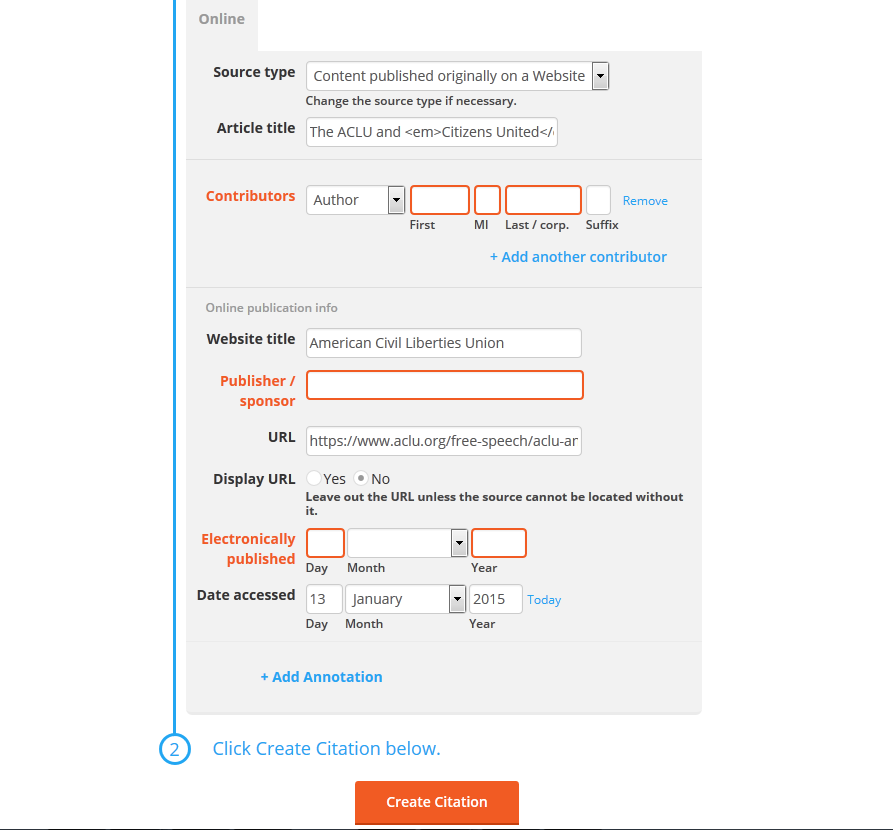 Online
Source type Content published originally on a Website
Change the source type if necessary.
Article title The ACLU and <em>Citizens United</
Contributors Author Remove
First MI Last / corp. Suffix
+ Add another contributor
Online publication info
Website title American Civil Liberties Union
Publisher /
sponsor
URL https://www.aclu.org/free-speech/aclu-ar
Display URL Yes No
Leave out the URL unless the source cannot be located without
it.
Electronically
published
Day Month Year
Date accessed 13 January 2015 Today
Day Month Year
+ Add Annotation
2 Click Create Citation below.
Create Citation